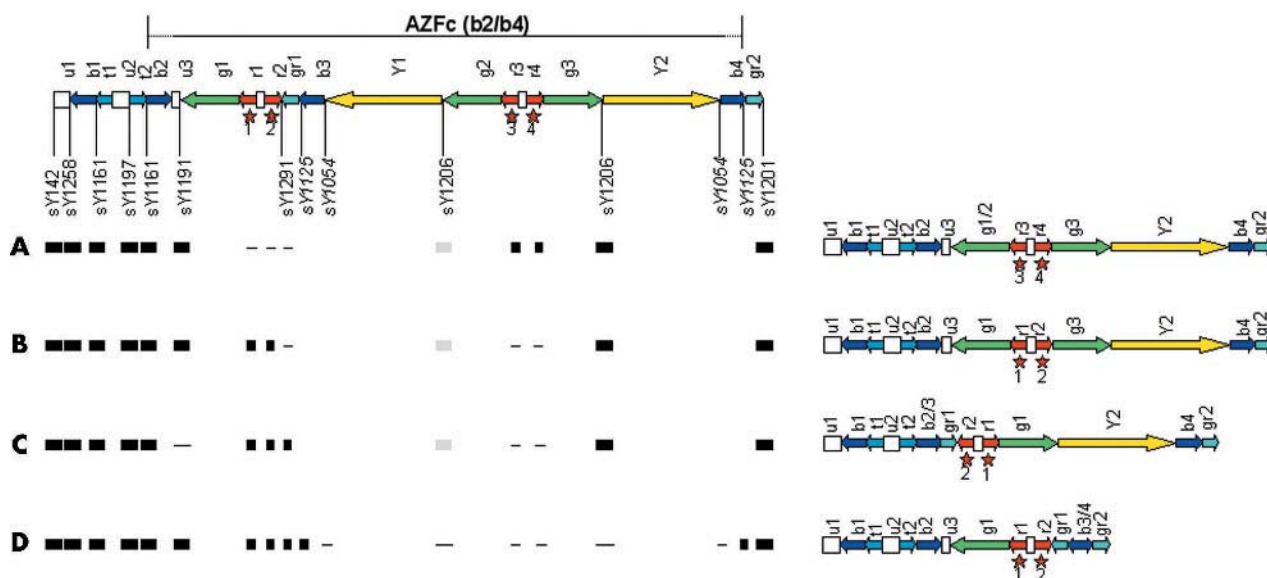 AZFc (b2/b4)
u1 b1 t1 u2 t2 b2 u3 g1 r1 r2 gr1 b3 Y1 g2 r3 r4 g3 Y2 b4 gr2
1 2 3 4
sY142 sY1258 sY1161 sY1197 sY1161 sY1191 sY1291 sY1125 sY1054 sY1206 sY1206 sY1054 sY1125 sY1201
A
u1 b1 t1 u2 t2 b2 u3 g1/2 r3 r4 g3 Y2 b4 gr2
3 4
B
u1 b1 t1 u2 t2 b2 u3 g1 r1 r2 g3 Y2 b4 gr2
1 2
C
u1 b1 t1 u2 t2 b2/3 gr1 r2 r1 g1 Y2 b4 gr2
2 1
D
u1 b1 t1 u2 t2 b2 u3 g1 r1 r2 gr1 b3/4 gr2
1 2